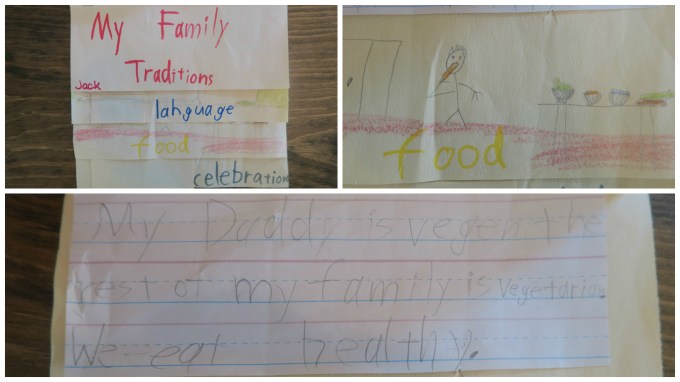 My Family
Traditions
Jack
language
food
celebration
food
My Daddy is vegen the
rest of my family is vegetarian
We eat healthy.